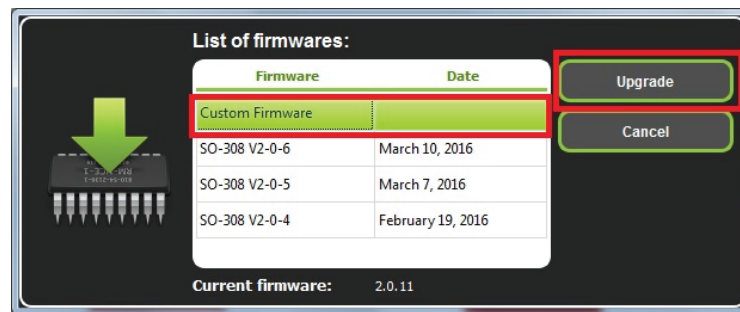 List of firmwares:
Firmware Date
Custom Firmware
SO-308 V2-0-6 March 10, 2016
SO-308 V2-0-5 March 7, 2016
SO-308 V2-0-4 February 19, 2016
Upgrade
Cancel
Current firmware: 2.0.11